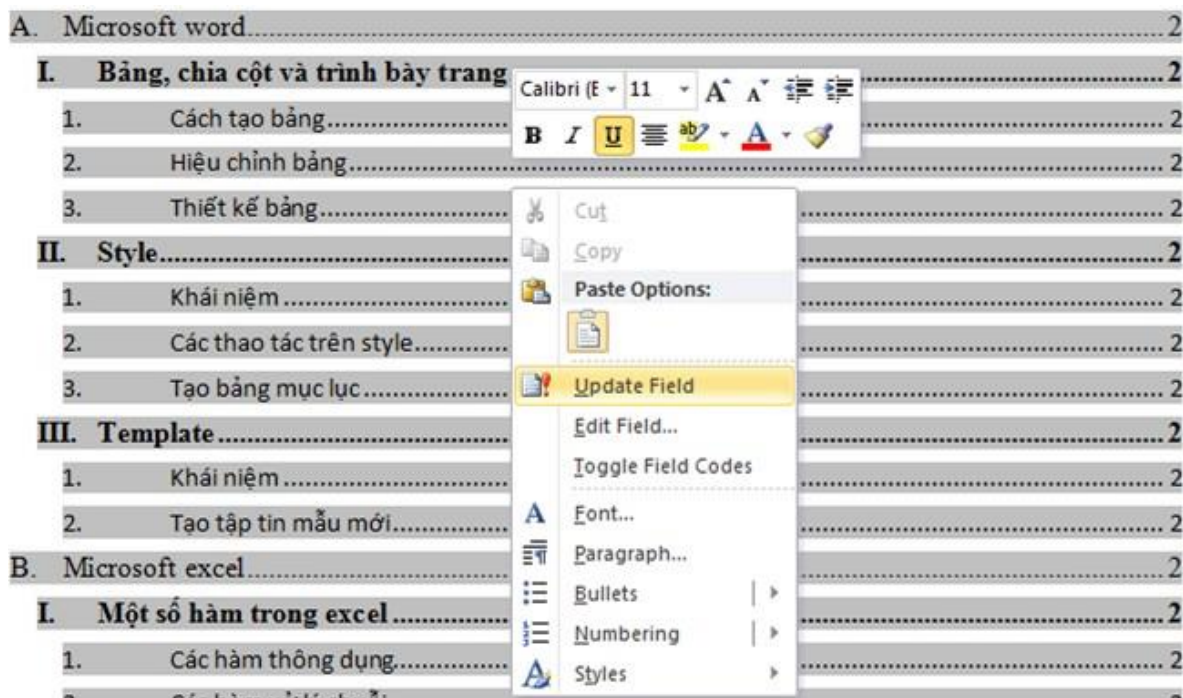 A. Microsoft word 2
I. Bảng, chia cột và trình bày trang 2
Calibri (E 11 A A
1. Cách tạo bảng 2
B I U ab A
2. Hiệu chỉnh bảng 2
3. Thiết kế bảng 2
Cut
II. Style 2
Copy
1. Khái niệm 2
Paste Options:
2. Các thao tác trên style 2
3. Tạo bảng mục lục 2
Update Field
III. Template 2
Edit Field...
1. Khái niệm 2
Toggle Field Codes
2. Tạo tập tin mẫu mới 2
A Font...
B. Microsoft excel 2
Paragraph...
Bullets
I. Một số hàm trong excel 2
Numbering
1. Các hàm thông dụng 2
Styles